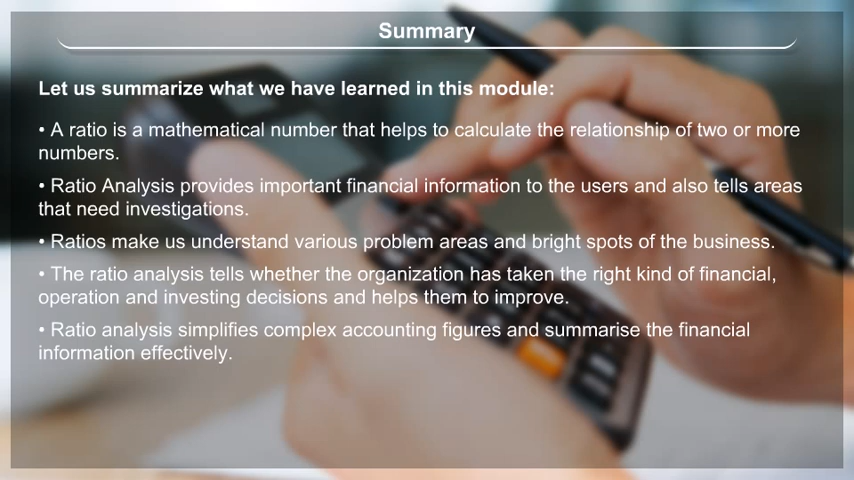 Summary
Let us summarize what we have learned in this module:
• A ratio is a mathematical number that helps to calculate the relationship of two or more
numbers.
• Ratio Analysis provides important financial information to the users and also tells areas
that need investigations.
• Ratios make us understand various problem areas and bright spots of the business.
• The ratio analysis tells whether the organization has taken the right kind of financial,
operation and investing decisions and helps them to improve.
• Ratio analysis simplifies complex accounting figures and summarise the financial
information effectively.